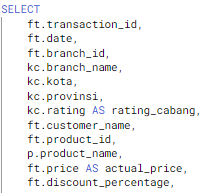 SELECT
ft.transaction_id,
ft.date,
ft.branch_id,
kc.branch_name,
kc.kota,
kc.provinsi,
kc.rating AS rating_cabang,
ft.customer_name,
ft.product_id,
p.product_name,
ft.price AS actual_price,
ft.discount_percentage,